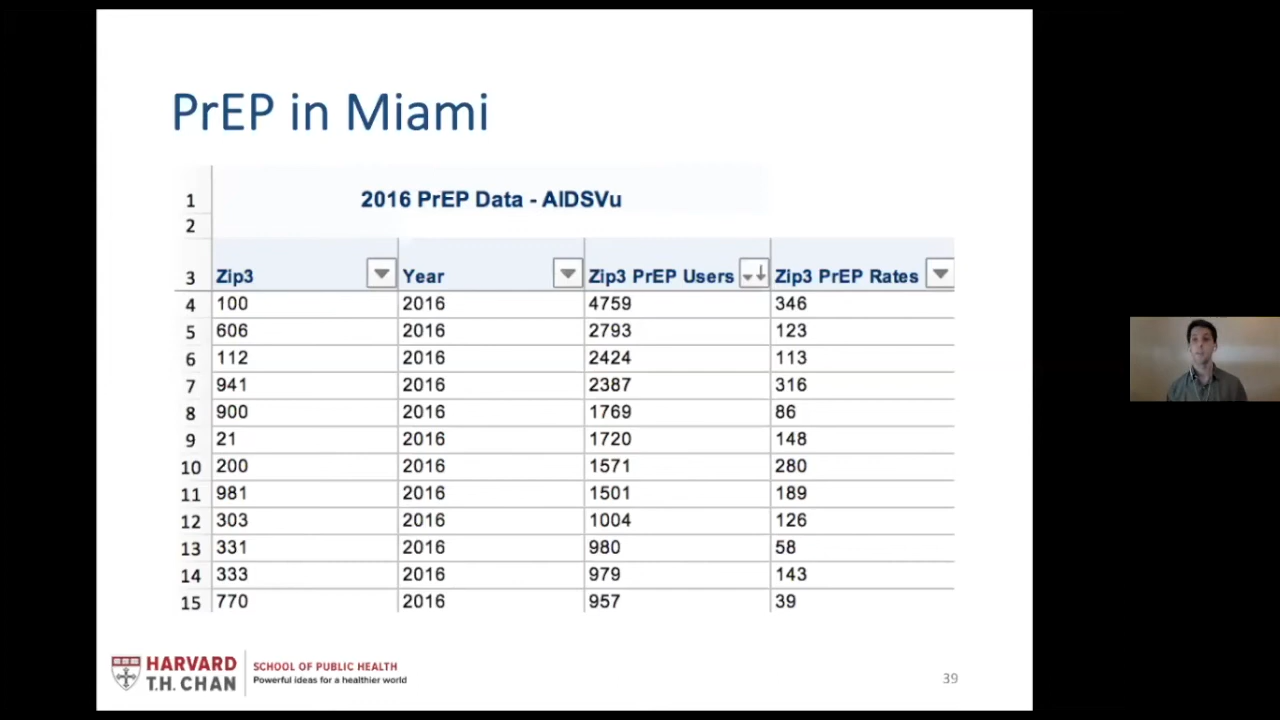 PrEP in Miami
1 2016 PrEP Data - AIDSVu
2
3 Zip3 Year Zip3 PrEP Users Zip3 PrEP Rates
4 100 2016 4759 346
5 606 2016 2793 123
6 112 2016 2424 113
7 941 2016 2387 316
8 900 2016 1769 86
9 21 2016 1720 148
10 200 2016 1571 280
11 981 2016 1501 189
12 303 2016 1004 126
13 331 2016 980 58
14 333 2016 979 143
15 770 2016 957 39
HARVARD
T.H. CHAN
SCHOOL OF PUBLIC HEALTH
Powerful ideas for a healthier world
39